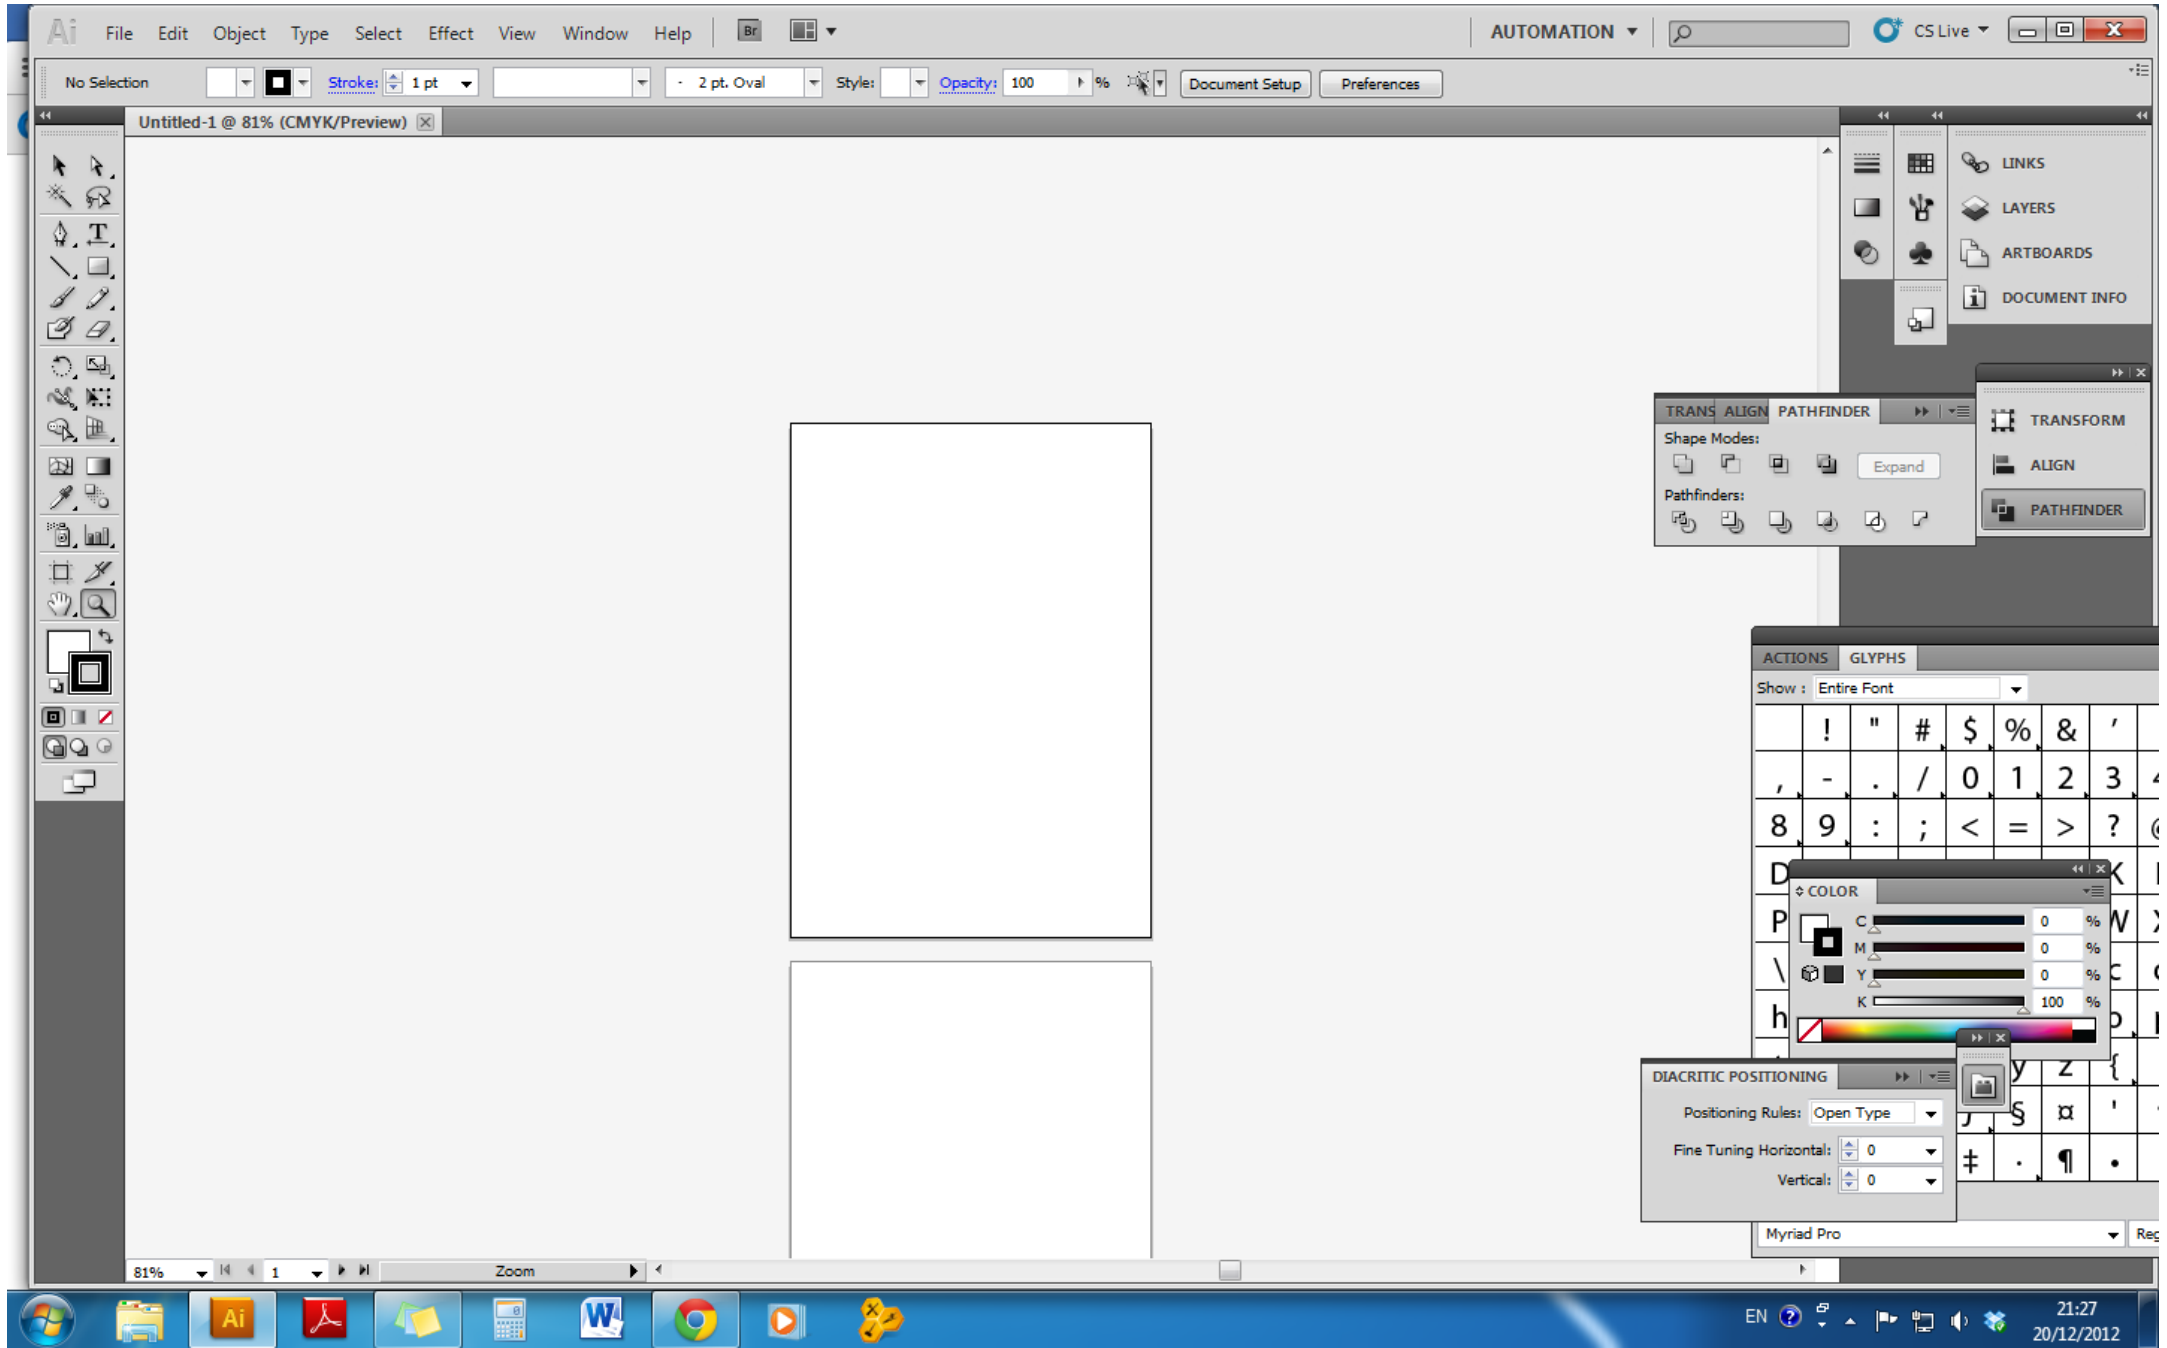 Ai File Edit Object Type Select Effect View Window Help Br AUTOMATION CS Live
No Selection Stroke: 1 pt 2 pt. Oval Style: Opacity: 100 % Document Setup Preferences
Untitled-1 @ 81% (CMYK/Preview)
LINKS
LAYERS
ARTBOARDS
DOCUMENT INFO
TRANS ALIGN PATHFINDER
Shape Modes:
Expand
Pathfinders:
TRANSFORM
ALIGN
PATHFINDER
ACTIONS GLYPHS
Show : Entire Font
! " # $ % & '
, - . / 0 1 2 3 4
8 9 : ; < = > ? @
D K
P W X
\ c
h
y z {
§ ¤ '
‡ · ¶ •
COLOR
C 0 %
M 0 %
Y 0 %
K 100 %
DIACRITIC POSITIONING
Positioning Rules: Open Type
Fine Tuning Horizontal: 0
Vertical: 0
Myriad Pro Reg
81% 1 Zoom
Ai W EN 21:27
20/12/2012